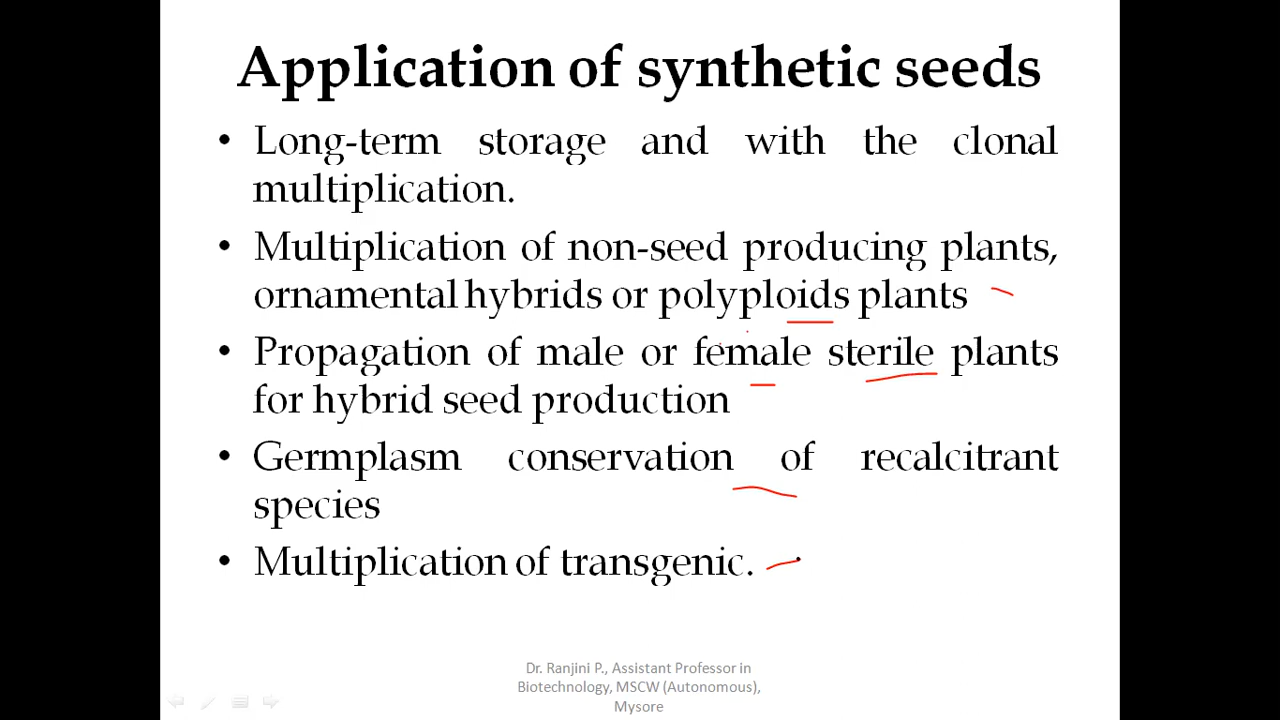 Application of synthetic seeds
• Long-term storage and with the clonal
multiplication.
• Multiplication of non-seed producing plants,
ornamental hybrids or polyploids plants
• Propagation of male or female sterile plants
for hybrid seed production
• Germplasm conservation of recalcitrant
species
• Multiplication of transgenic.
Dr. Ranjini P., Assistant Professor in
Biotechnology, MSCW (Autonomous),
Mysore